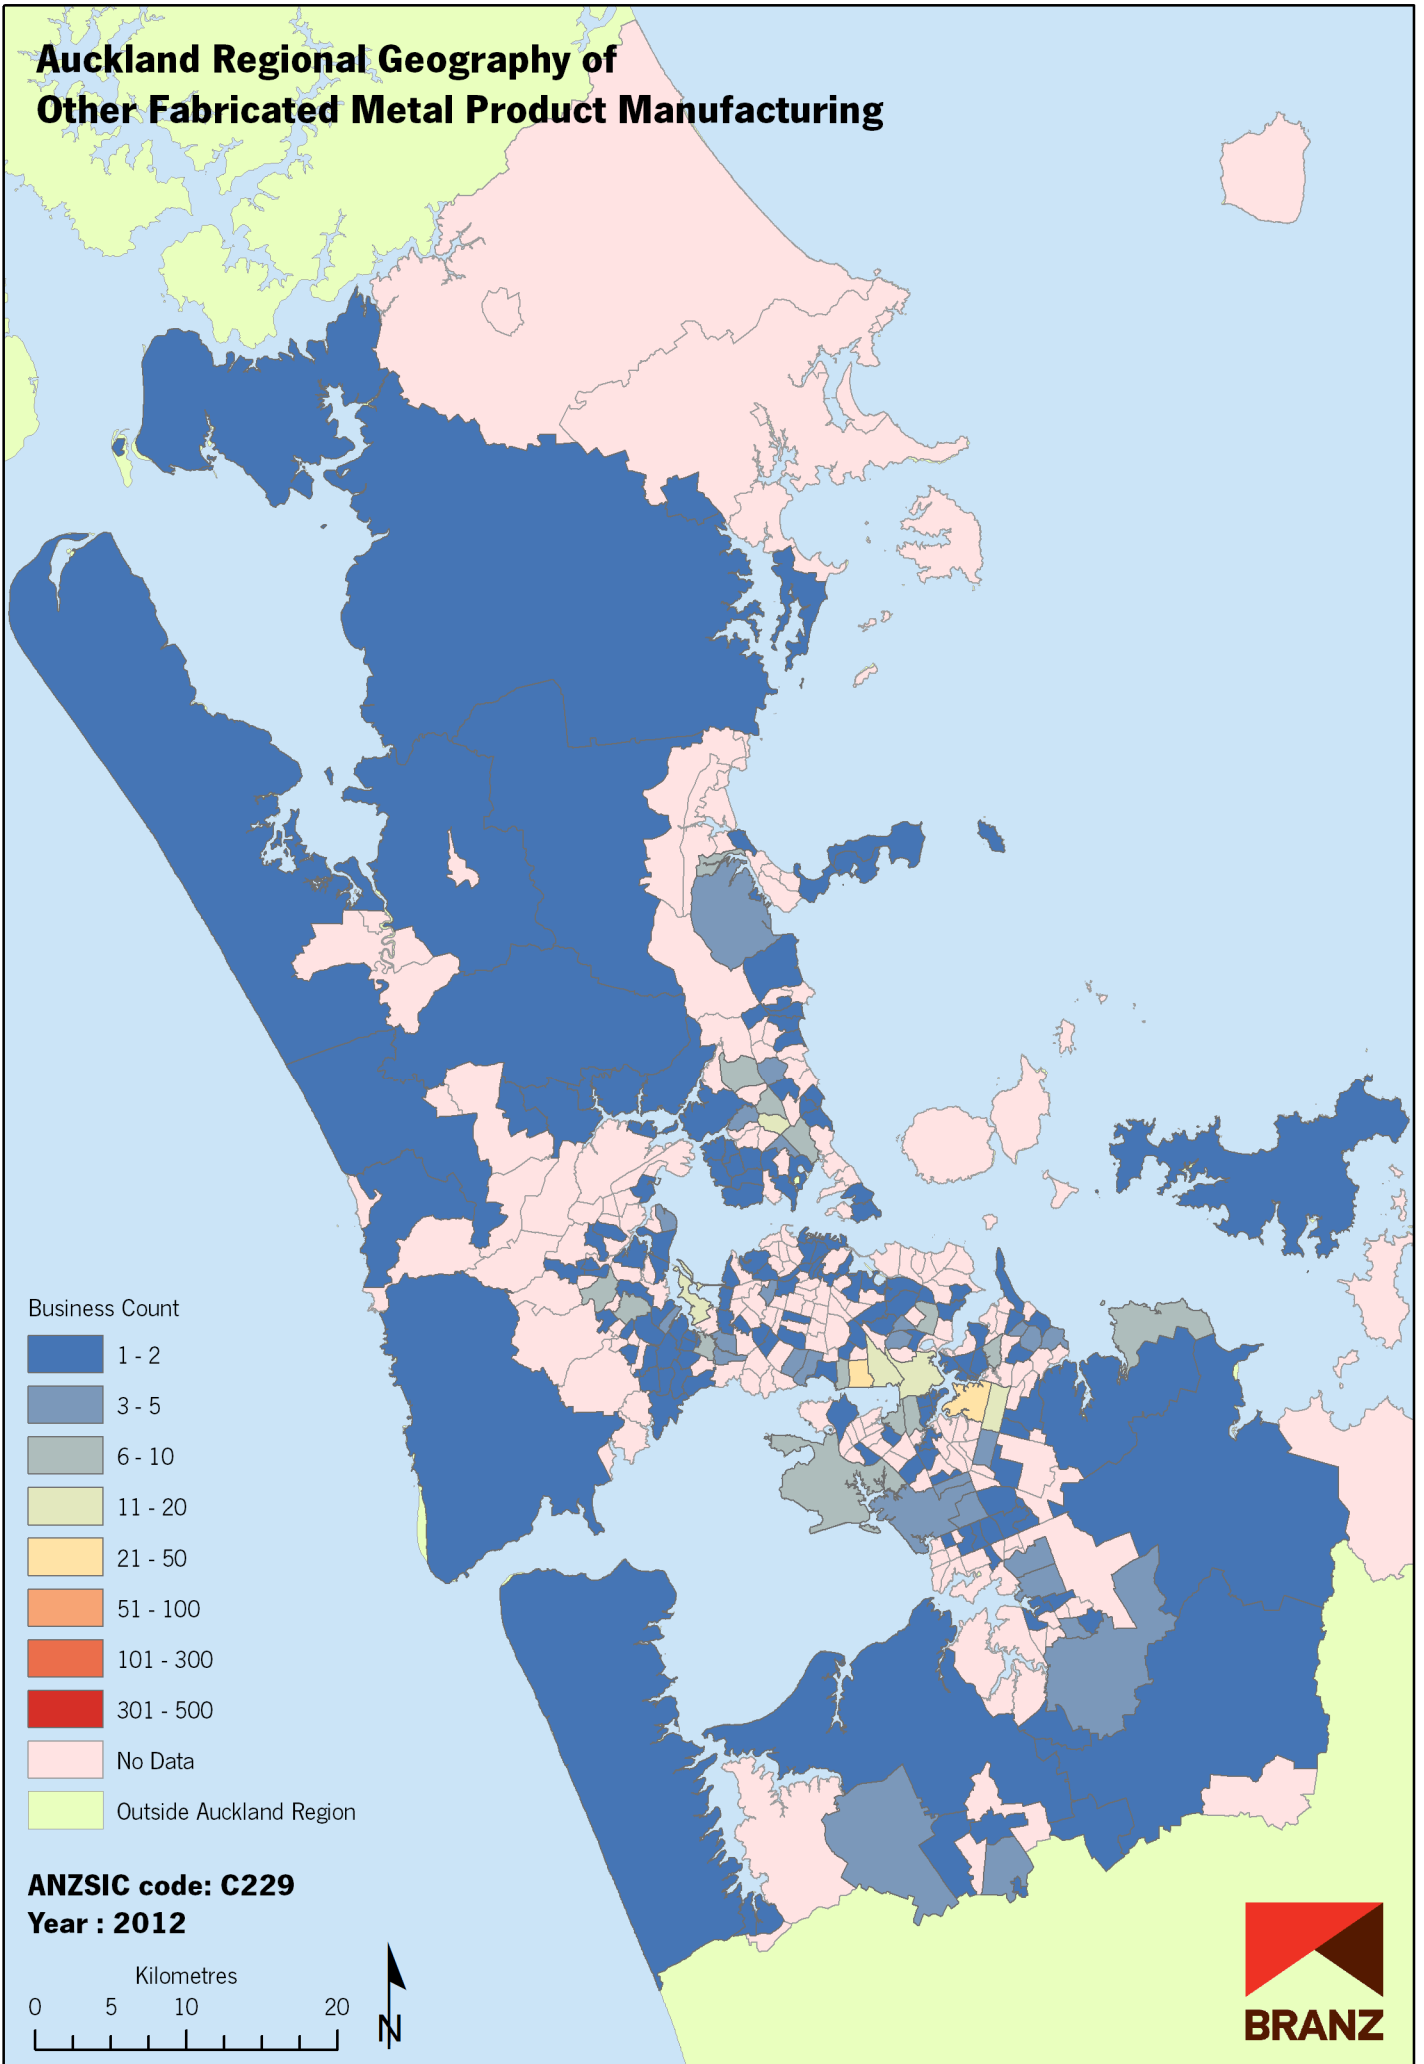 Auckland Regional Geography of
Other Fabricated Metal Product Manufacturing
Business Count
1 - 2
3 - 5
6 - 10
11 - 20
21 - 50
51 - 100
101 - 300
301 - 500
No Data
Outside Auckland Region
ANZSIC code: C229
Year : 2012
Kilometres
0 5 10 20
N
BRANZ